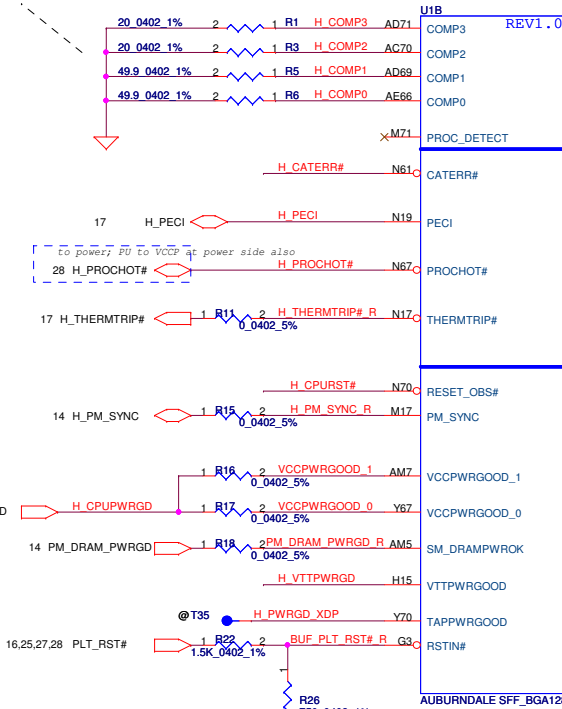 U1B
REV1.0
20_0402_1% 2 1 R1 H_COMP3 AD71 COMP3
20_0402_1% 2 1 R3 H_COMP2 AC70 COMP2
49.9_0402_1% 2 1 R5 H_COMP1 AD69 COMP1
49.9_0402_1% 2 1 R6 H_COMP0 AE66 COMP0
M71 PROC_DETECT
H_CATERR# N61 CATERR#
17 H_PECI H_PECI N19 PECI
to power; PU to VCCP at power side also
28 H_PROCHOT# H_PROCHOT# N67 PROCHOT#
17 H_THERMTRIP# 1 R11 2 H_THERMTRIP#_R N17 THERMTRIP#
0_0402_5%
H_CPURST# N70 RESET_OBS#
14 H_PM_SYNC 1 R15 2 H_PM_SYNC_R M17 PM_SYNC
0_0402_5%
1 R16 2 VCCPWRGOOD_1 AM7 VCCPWRGOOD_1
0_0402_5%
D H_CPUPWRGD 1 R17 2 VCCPWRGOOD_0 Y67 VCCPWRGOOD_0
0_0402_5%
14 PM_DRAM_PWRGD 1 R18 2 PM_DRAM_PWRGD_R AM5 SM_DRAMPWROK
0_0402_5%
H_VTTPWRGD H15 VTTPWRGOOD
@T35 H_PWRGD_XDP Y70 TAPPWRGOOD
16,25,27,28 PLT_RST# 1 R22 2 BUF_PLT_RST#_R G3 RSTIN#
1.5K_0402_1%
1
R26
AUBURNDALE SFF_BGA128